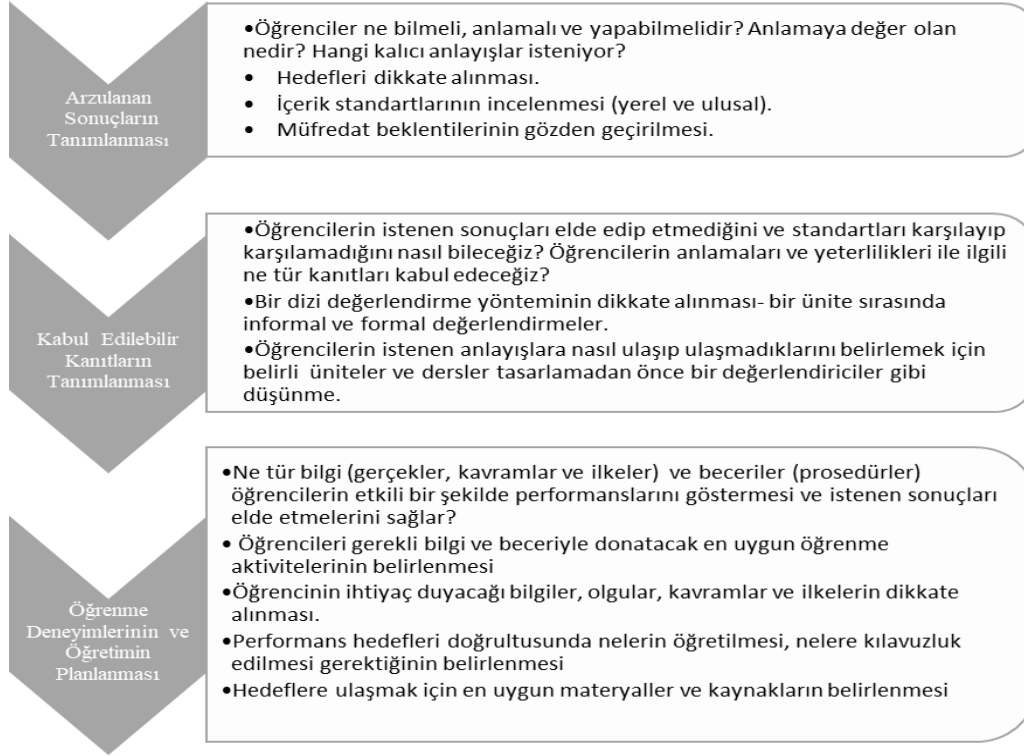 Arzulanan
Sonuçların
Tanımlanması
•Öğrenciler ne bilmeli, anlamalı ve yapabilmelidir? Anlamaya değer olan
nedir? Hangi kalıcı anlayışlar isteniyor?
• Hedefleri dikkate alınması.
• İçerik standartlarının incelenmesi (yerel ve ulusal).
• Müfredat beklentilerinin gözden geçirilmesi.
Kabul Edilebilir
Kanıtların
Tanımlanması
•Öğrencilerin istenen sonuçları elde edip etmediğini ve standartları karşılayıp
karşılamadığını nasıl bileceğiz? Öğrencilerin anlamaları ve yeterlilikleri ile ilgili
ne tür kanıtları kabul edeceğiz?
•Bir dizi değerlendirme yönteminin dikkate alınması- bir ünite sırasında
informal ve formal değerlendirmeler.
•Öğrencilerin istenen anlayışlara nasıl ulaşıp ulaşmadıklarını belirlemek için
belirli üniteler ve dersler tasarlamadan önce bir değerlendiriciler gibi
düşünme.
Öğrenme
Deneyimlerinin ve
Öğretimin
Planlanması
•Ne tür bilgi (gerçekler, kavramlar ve ilkeler) ve beceriler (prosedürler)
öğrencilerin etkili bir şekilde performanslarını göstermesi ve istenen sonuçları
elde etmelerini sağlar?
• Öğrencileri gerekli bilgi ve beceriyle donatacak en uygun öğrenme
aktivitelerinin belirlenmesi
•Öğrencinin ihtiyaç duyacağı bilgiler, olgular, kavramlar ve ilkelerin dikkate
alınması.
•Performans hedefleri doğrultusunda nelerin öğretilmesi, nelere kılavuzluk
edilmesi gerektiğinin belirlenmesi
•Hedeflere ulaşmak için en uygun materyaller ve kaynakların belirlenmesi